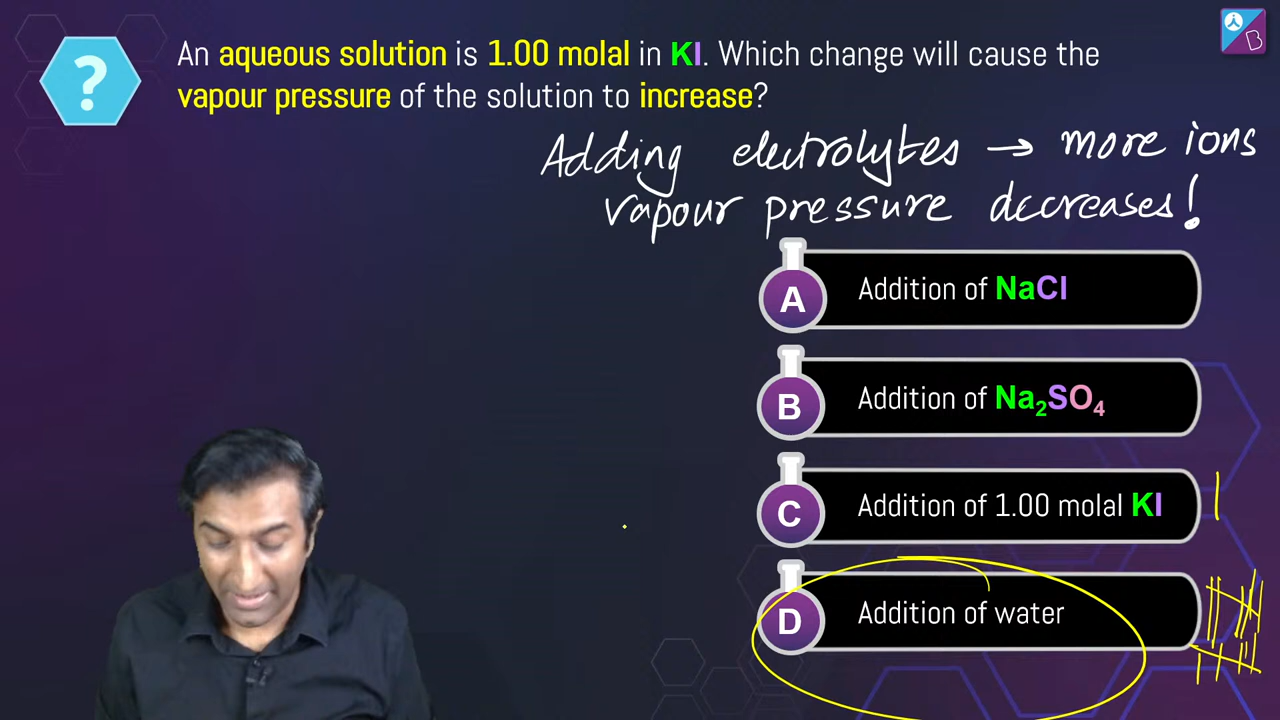 ?
An aqueous solution is 1.00 molal in KI. Which change will cause the
vapour pressure of the solution to increase?
Adding electrolytes → more ions
vapour pressure decreases!
A Addition of NaCl
B Addition of Na₂SO₄
C Addition of 1.00 molal KI
D Addition of water
B